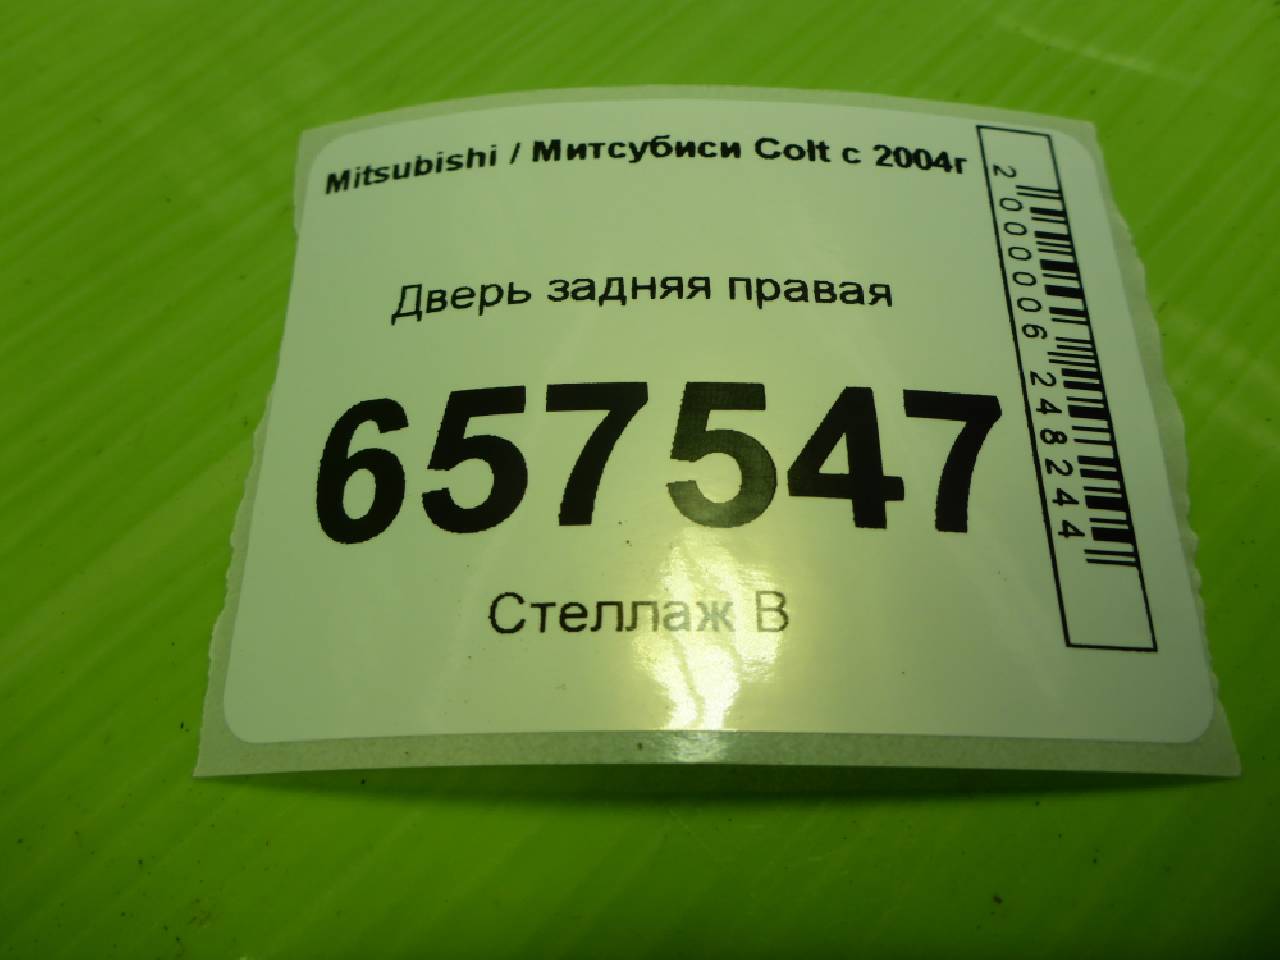 Mitsubishi / Митсубиси Colt с 2004г
Дверь задняя правая
657547
Стеллаж В
2000006248244